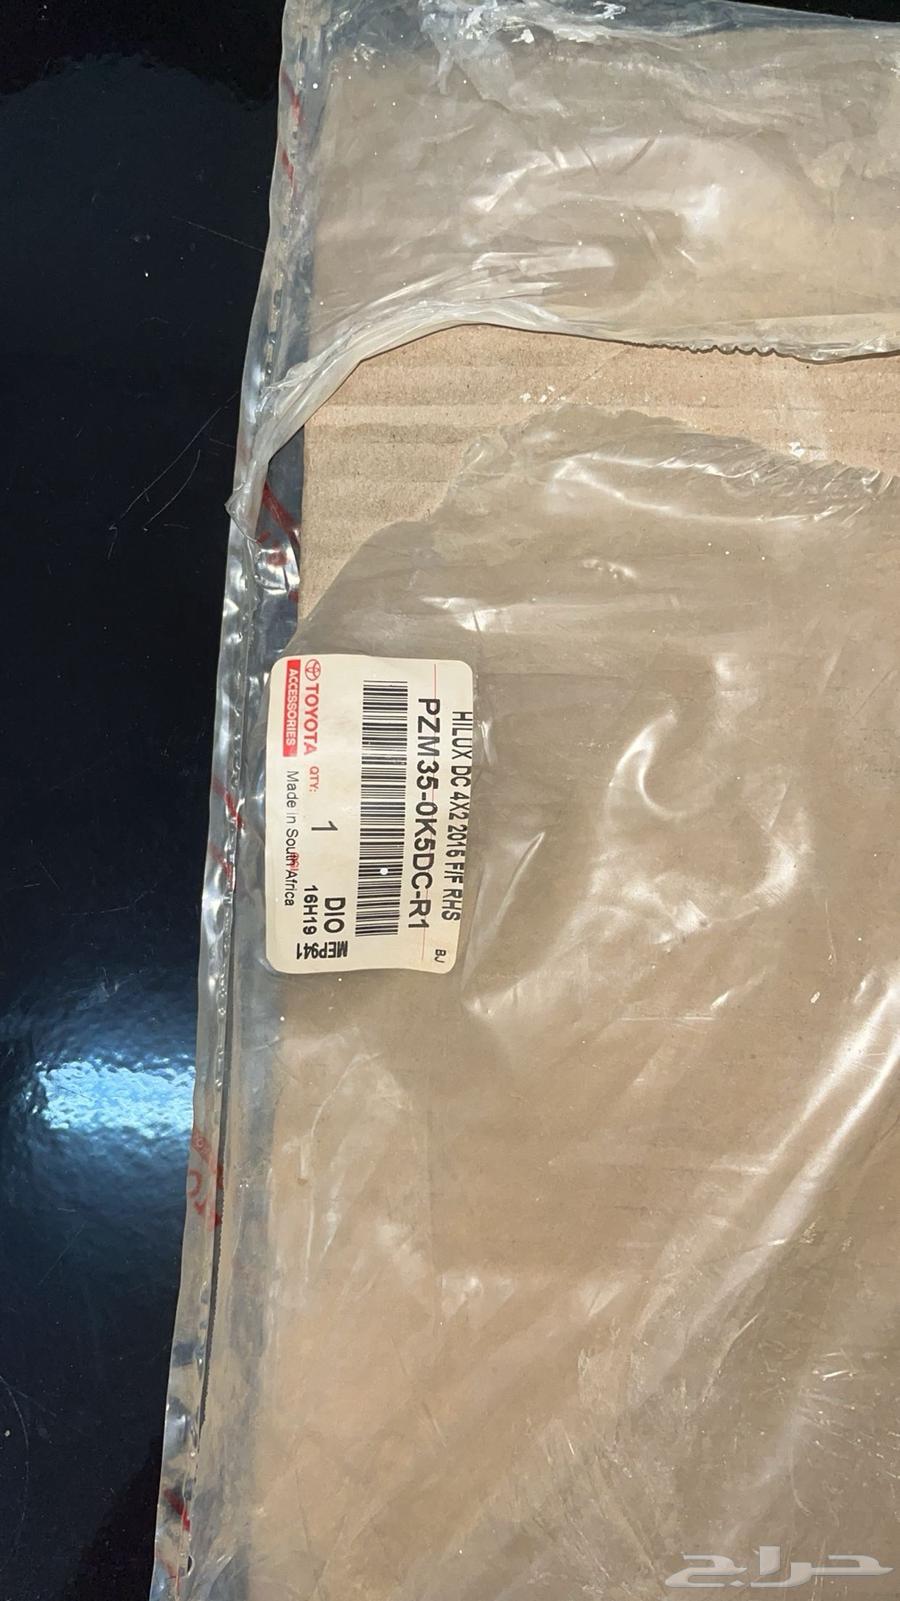 HILUX DC 4X2 2016 F/F RHS
BJ
PZM35-0K5DC-R1
DIO
16H19
MEP941
TOYOTA
ACCESSORIES
QTY:
1
Made in South Africa
حراج